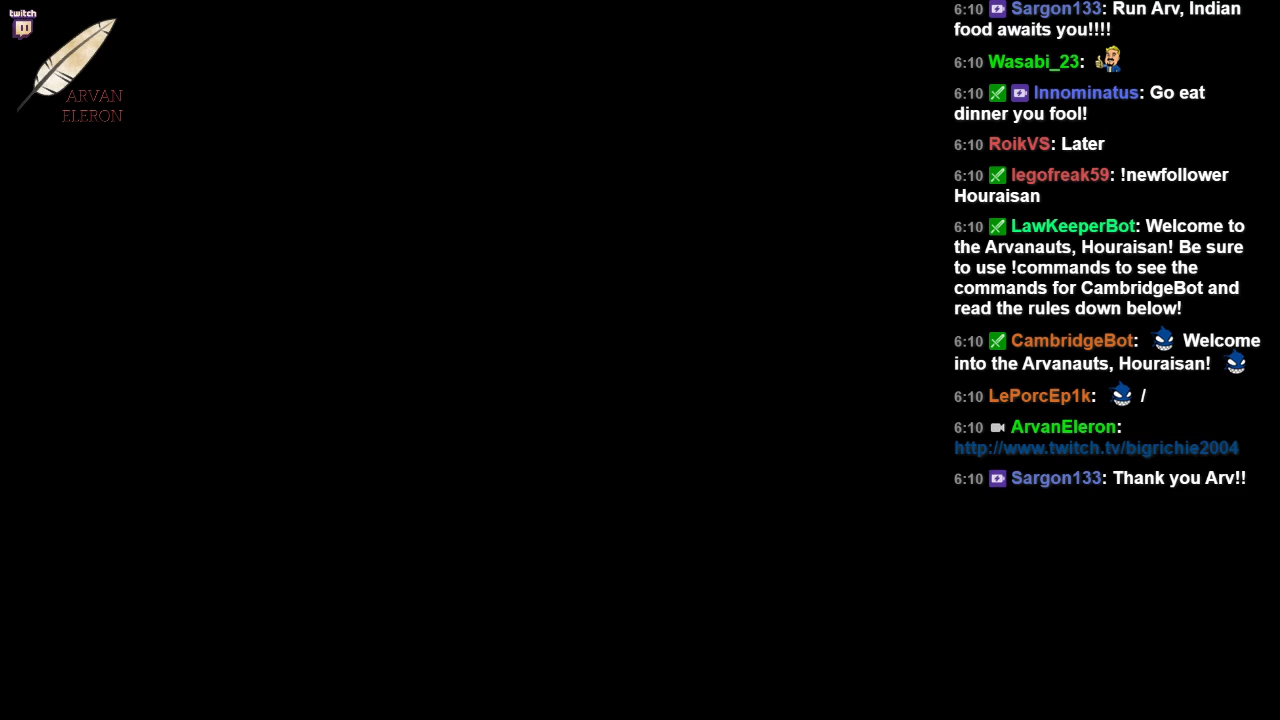 twitch
ARVAN
ELERON
6:10 Sargon133: Run Arv, Indian
food awaits you!!!!
6:10 Wasabi_23:
6:10 Innominatus: Go eat
dinner you fool!
6:10 RoikVS: Later
6:10 legofreak59: !newfollower
Houraisan
6:10 LawKeeperBot: Welcome to
the Arvanauts, Houraisan! Be sure
to use !commands to see the
commands for CambridgeBot and
read the rules down below!
6:10 CambridgeBot: Welcome
into the Arvanauts, Houraisan!
6:10 LePorcEp1k: /
6:10 ArvanEleron:
http://www.twitch.tv/bigrichie2004
6:10 Sargon133: Thank you Arv!!